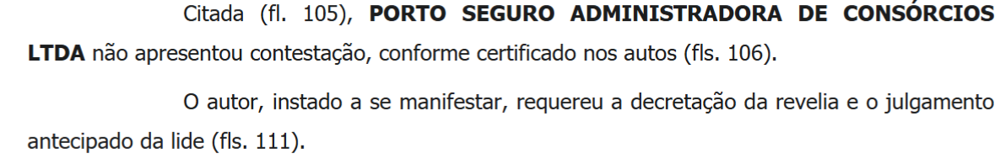 Citada (fl. 105), PORTO SEGURO ADMINISTRADORA DE CONSÓRCIOS
LTDA não apresentou contestação, conforme certificado nos autos (fls. 106).
O autor, instado a se manifestar, requereu a decretação da revelia e o julgamento
antecipado da lide (fls. 111).